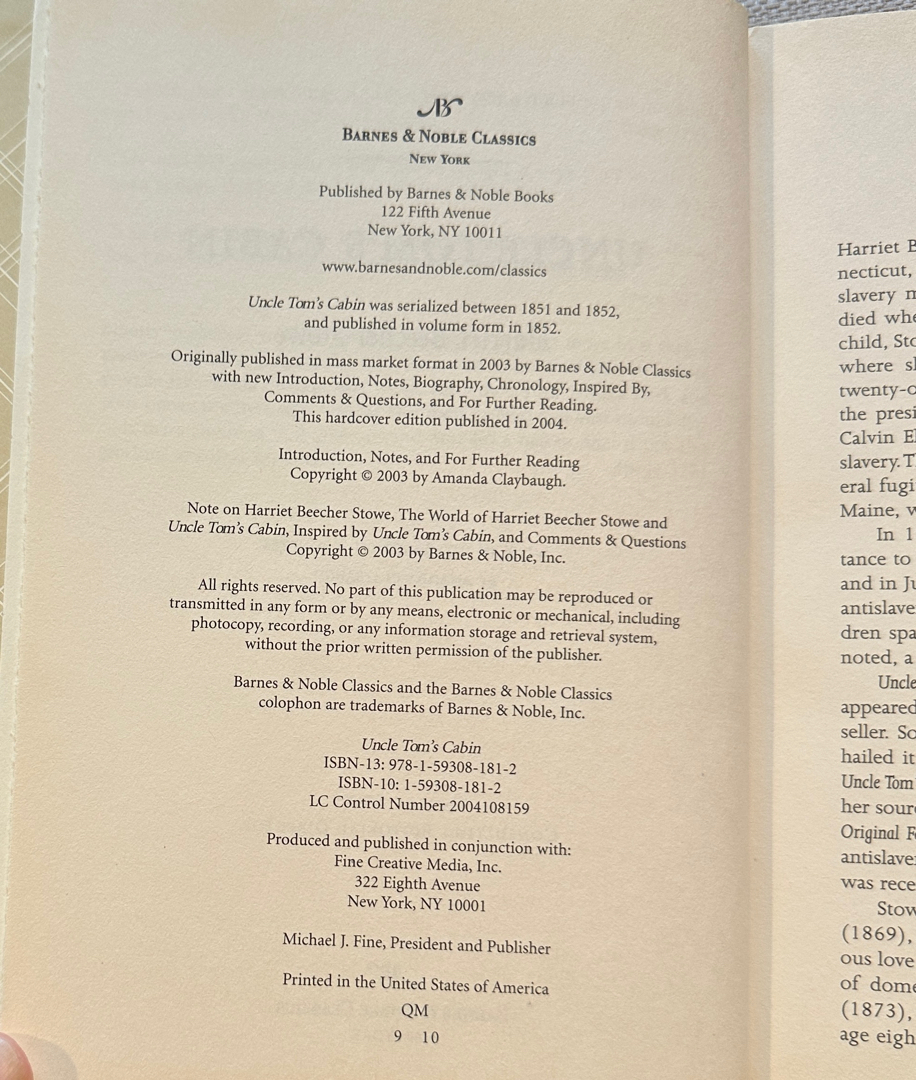 BARNES & NOBLE CLASSICS
NEW YORK
Published by Barnes & Noble Books
122 Fifth Avenue
New York, NY 10011
www.barnesandnoble.com/classics
Uncle Tom's Cabin was serialized between 1851 and 1852,
and published in volume form in 1852.
Originally published in mass market format in 2003 by Barnes & Noble Classics
with new Introduction, Notes, Biography, Chronology, Inspired By,
Comments & Questions, and For Further Reading.
This hardcover edition published in 2004.
Introduction, Notes, and For Further Reading
Copyright © 2003 by Amanda Claybaugh.
Note on Harriet Beecher Stowe, The World of Harriet Beecher Stowe and
Uncle Tom's Cabin, Inspired by Uncle Tom's Cabin, and Comments & Questions
Copyright © 2003 by Barnes & Noble, Inc.
All rights reserved. No part of this publication may be reproduced or
transmitted in any form or by any means, electronic or mechanical, including
photocopy, recording, or any information storage and retrieval system,
without the prior written permission of the publisher.
Barnes & Noble Classics and the Barnes & Noble Classics
colophon are trademarks of Barnes & Noble, Inc.
Uncle Tom's Cabin
ISBN-13: 978-1-59308-181-2
ISBN-10: 1-59308-181-2
LC Control Number 2004108159
Produced and published in conjunction with:
Fine Creative Media, Inc.
322 Eighth Avenue
New York, NY 10001
Michael J. Fine, President and Publisher
Printed in the United States of America
QM
9 10
Harriet B
necticut,
slavery
died
child,
where
the
Calvin
slavery. T
eral
Maine,
In 1
tance to
and in
dren
noted, a
Uncle
appeared
seller.
hailed it
Uncle Tom
her
Original
was
(1869),
ous love
of
(1873),
age